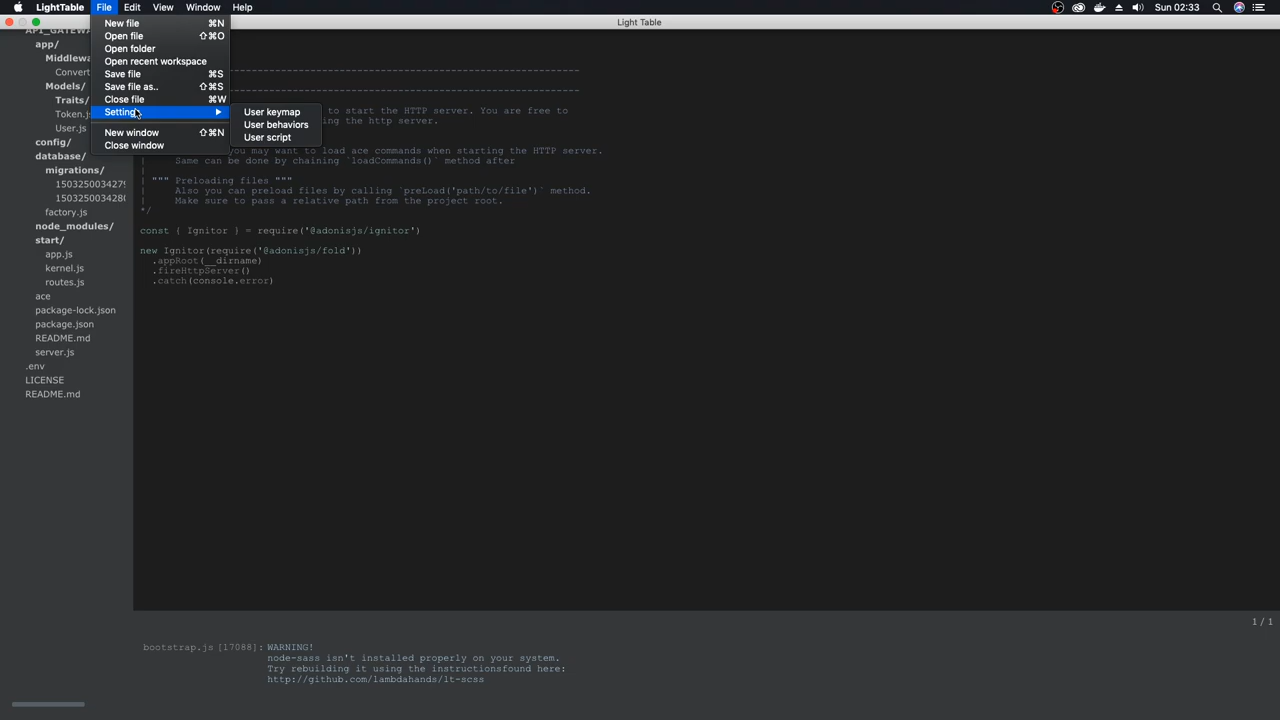 LightTable File Edit View Window Help
Sun 02:33
Light Table
API_GATEWA
app/
Middlewa
Convert
Models/
Traits/
Token.js
User.js
config/
database/
migrations/
150325003427
150325003428
factory.js
node_modules/
start/
app.js
kernel.js
routes.js
ace
package-lock.json
package.json
README.md
server.js
.env
LICENSE
README.md
New file ⌘N
Open file ⇧⌘O
Open folder
Open recent workspace
Save file ⌘S
Save file as.. ⇧⌘S
Close file ⌘W
Setting
New window ⇧⌘N
Close window
User keymap
User behaviors
User script
to start the HTTP server. You are free to
ing the http server.
you may want to load ace commands when starting the HTTP server.
| Same can be done by chaining `loadCommands()` method after
|
| """ Preloading files """
| Also you can preload files by calling `preLoad('path/to/file')` method.
| Make sure to pass a relative path from the project root.
*/
const { Ignitor } = require('@adonisjs/ignitor')
new Ignitor(require('@adonisjs/fold'))
.appRoot(__dirname)
.fireHttpServer()
.catch(console.error)
1 / 1
bootstrap.js [17088]: WARNING!
node-sass isn't installed properly on your system.
Try rebuilding it using the instructionsfound here:
http://github.com/lambdahands/lt-scss